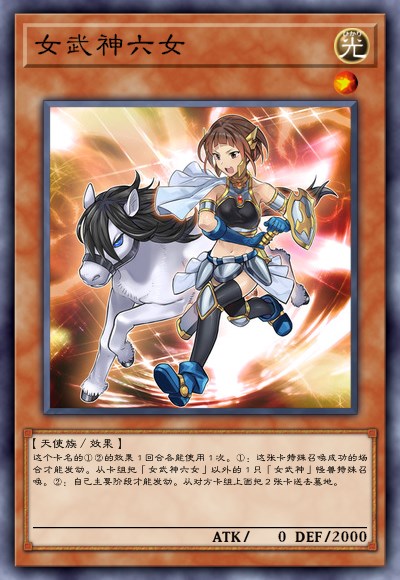 女武神六女
光
ひかり
【天使族／效果】
这个卡名的①②的效果1回合各能使用1次。①：这张卡特殊召唤成功的场
合才能发动。从卡组把「女武神六女」以外的1只「女武神」怪兽特殊召
唤。②：自己主要阶段才能发动。从对方卡组上面把2张卡送去墓地。
ATK/ 0 DEF/2000